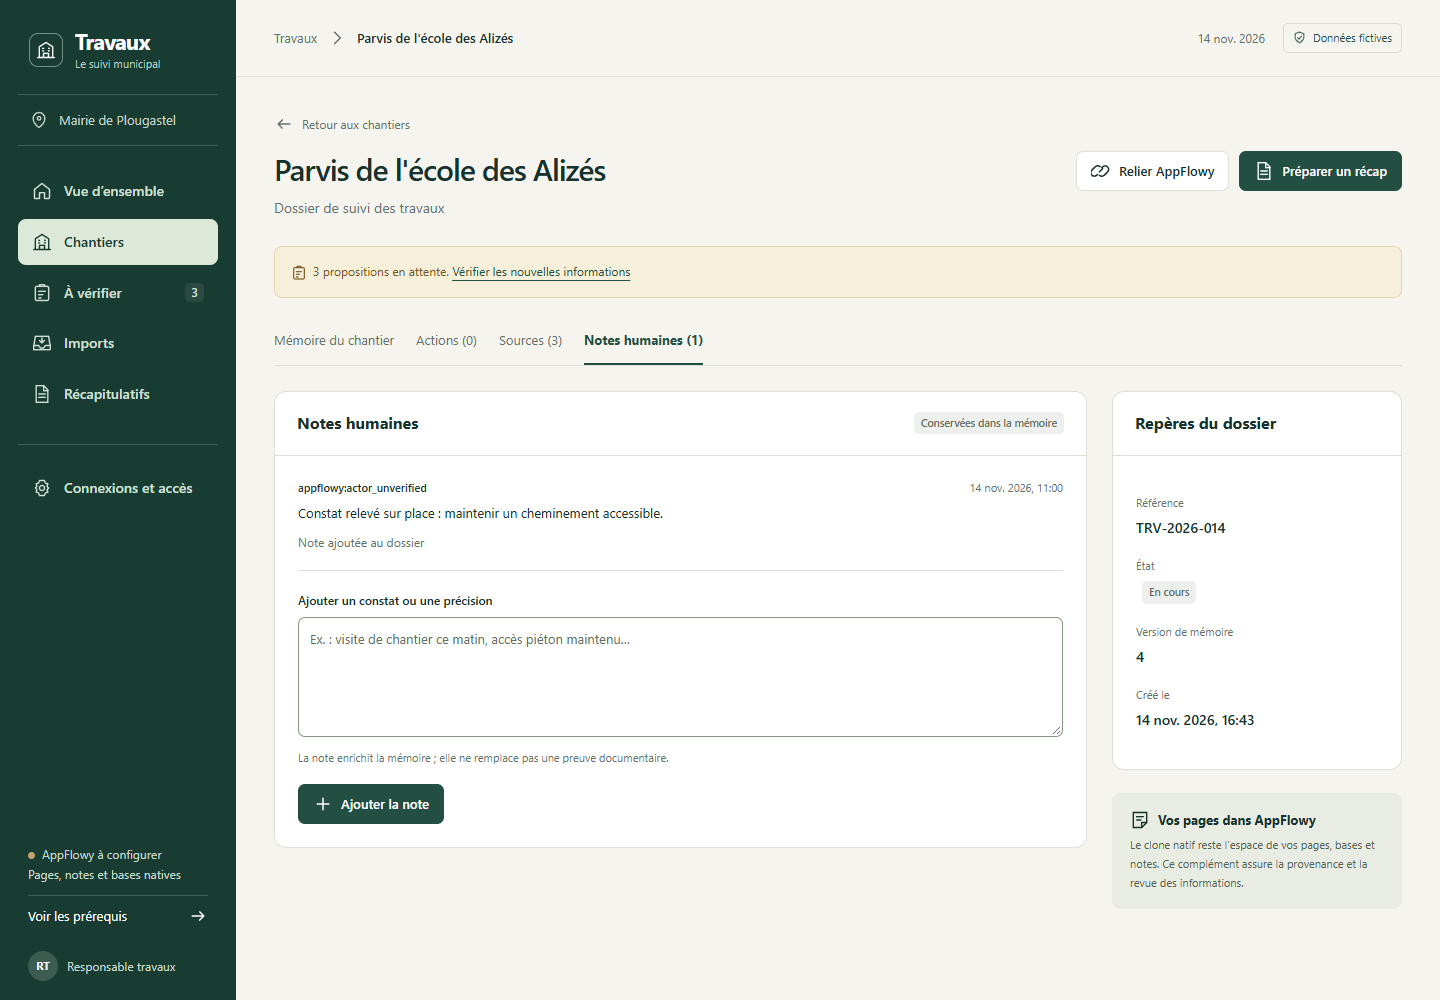 Travaux
Le suivi municipal
Mairie de Plougastel
Vue d'ensemble
Chantiers
À vérifier
3
Imports
Récapitulatifs
Connexions et accès
AppFlowy à configurer
Pages, notes et bases natives
Voir les prérequis
RT
Responsable travaux
Travaux
Parvis de l'école des Alizés
14 nov. 2026
Données fictives
Retour aux chantiers
Parvis de l'école des Alizés
Dossier de suivi des travaux
Relier AppFlowy
Préparer un récap
3 propositions en attente. Vérifier les nouvelles informations
Mémoire du chantier
Actions (0)
Sources (3)
Notes humaines (1)
Notes humaines
Conservées dans la mémoire
appflowy:actor_unverified
14 nov. 2026, 11:00
Constat relevé sur place : maintenir un cheminement accessible.
Note ajoutée au dossier
Ajouter un constat ou une précision
Ex. : visite de chantier ce matin, accès piéton maintenu...
La note enrichit la mémoire ; elle ne remplace pas une preuve documentaire.
Ajouter la note
Repères du dossier
Référence
TRV-2026-014
État
En cours
Version de mémoire
4
Créé le
14 nov. 2026, 16:43
Vos pages dans AppFlowy
Le clone natif reste l'espace de vos pages, bases et
notes. Ce complément assure la provenance et la
revue des informations.